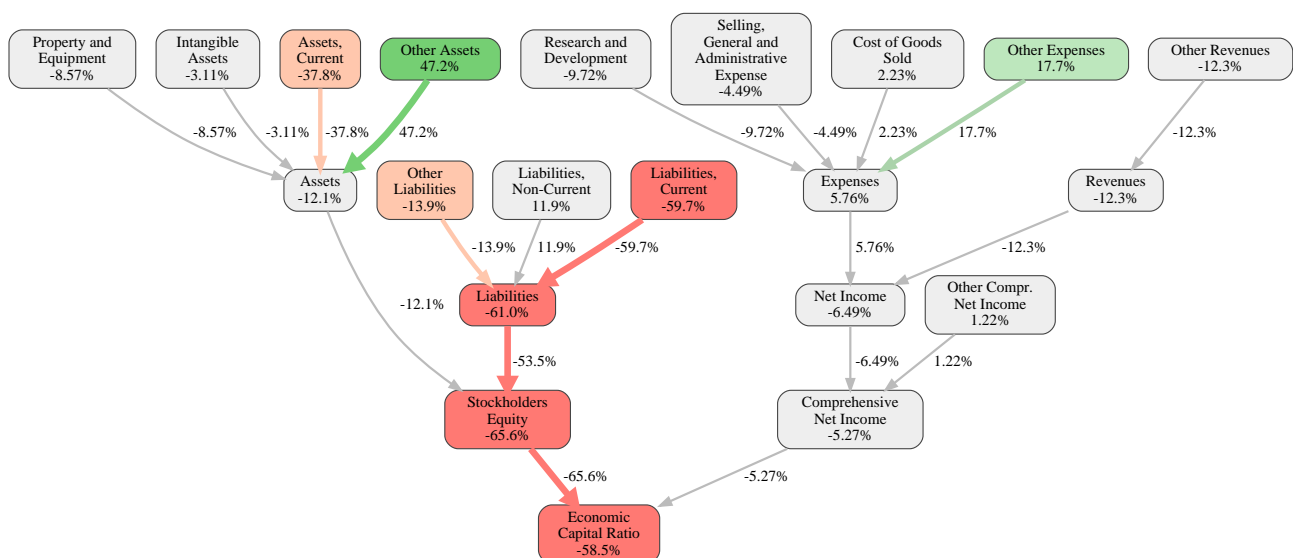 Property and
Equipment
-8.57%
Intangible
Assets
-3.11%
Assets,
Current
-37.8%
Other Assets
47.2%
Research and
Development
-9.72%
Selling,
General and
Administrative
Expense
-4.49%
Cost of Goods
Sold
2.23%
Other Expenses
17.7%
Other Revenues
-12.3%
-8.57%
-3.11%
-37.8%
47.2%
-9.72%
-4.49%
2.23%
17.7%
-12.3%
Assets
-12.1%
Other
Liabilities
-13.9%
Liabilities,
Non-Current
11.9%
Liabilities,
Current
-59.7%
Expenses
5.76%
Revenues
-12.3%
-13.9%
11.9%
-59.7%
5.76%
-12.3%
-12.1%
Liabilities
-61.0%
Net Income
-6.49%
Other Compr.
Net Income
1.22%
-53.5%
-6.49%
1.22%
Stockholders
Equity
-65.6%
Comprehensive
Net Income
-5.27%
-65.6%
-5.27%
Economic
Capital Ratio
-58.5%